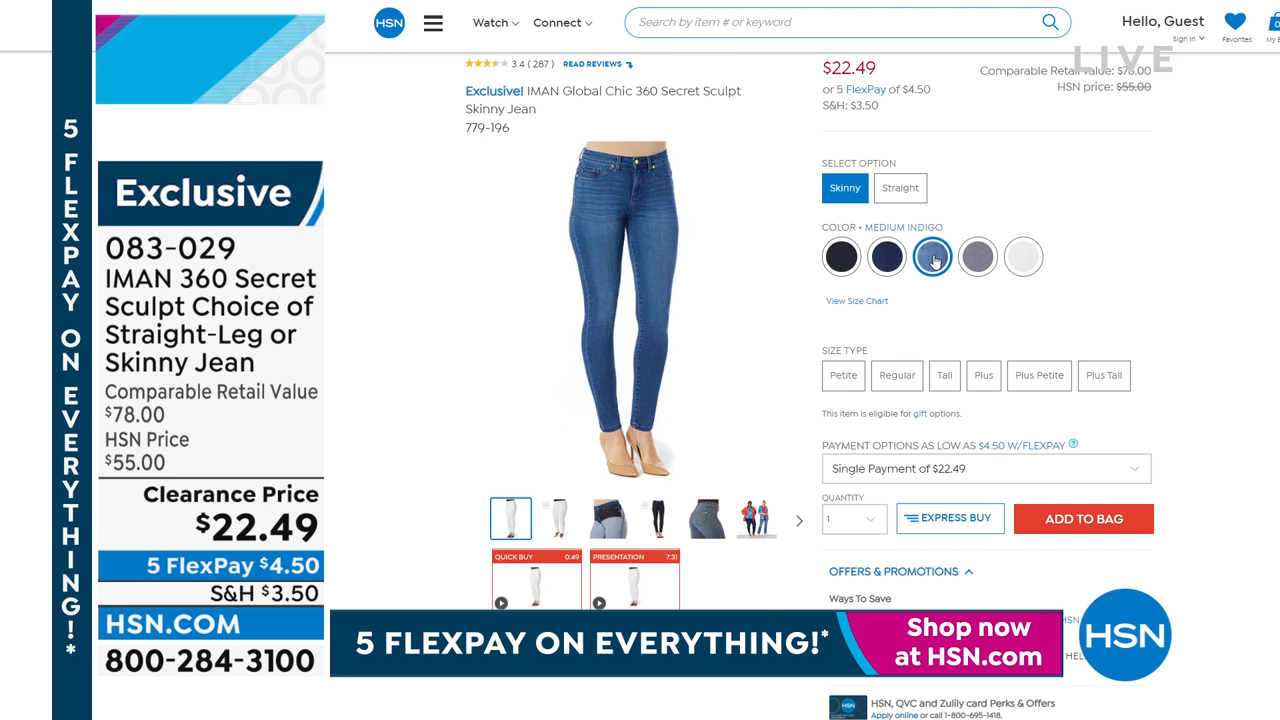 5 FLEXPAY ON EVERYTHING!*
Exclusive
083-029
IMAN 360 Secret
Sculpt Choice of
Straight-Leg or
Skinny Jean
Comparable Retail Value
$78.00
HSN Price
$55.00
Clearance Price
$22.49
5 FlexPay $4.50
S&H $3.50
HSN.COM
800-284-3100
HSN
Watch
Connect
Search by item # or keyword
Hello, Guest
Sign In
Favorites
LIVE
3.4 ( 287 ) READ REVIEWS
Exclusive! IMAN Global Chic 360 Secret Sculpt
Skinny Jean
779-196
$22.49
or 5 FlexPay of $4.50
S&H: $3.50
Comparable Retail Value: $78.00
HSN price: $55.00
SELECT OPTION
Skinny
Straight
COLOR • MEDIUM INDIGO
View Size Chart
SIZE TYPE
Petite
Regular
Tall
Plus
Plus Petite
Plus Tall
This item is eligible for gift options.
PAYMENT OPTIONS AS LOW AS $4.50 W/FLEXPAY ?
Single Payment of $22.49
QUANTITY
1
EXPRESS BUY
ADD TO BAG
QUICK BUY 0:49
PRESENTATION 7:31
OFFERS & PROMOTIONS
Ways To Save
5 FLEXPAY ON EVERYTHING!*
Shop now
at HSN.com
HSN
HSN, QVC and Zulily card Perks & Offers
Apply online or call 1-800-695-1418.